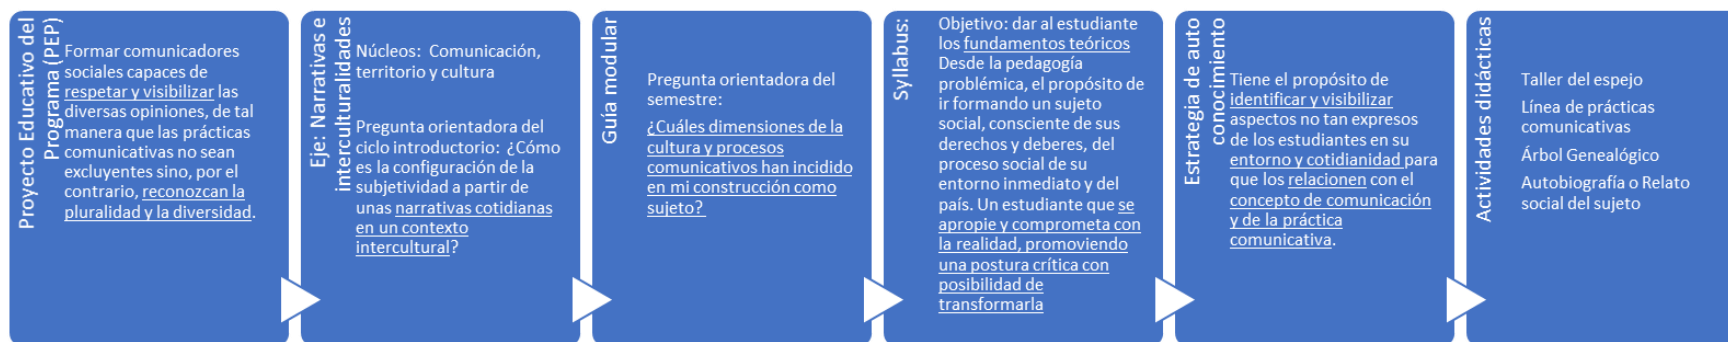 Proyecto Educativo del
Programa (PEP)
Formar comunicadores
sociales capaces de
respetar y visibilizar las
diversas opiniones, de tal
manera que las prácticas
comunicativas no sean
excluyentes sino, por el
contrario, reconozcan la
pluralidad y la diversidad.
Eje: Narrativas e
interculturalidades
Núcleos: Comunicación,
territorio y cultura
Pregunta orientadora del
ciclo introductorio: ¿Cómo
es la configuración de la
subjetividad a partir de
unas narrativas cotidianas
en un contexto
intercultural?
Guía modular
Pregunta orientadora del
semestre:
¿Cuáles dimensiones de la
cultura y procesos
comunicativos han incidido
en mi construcción como
sujeto?
Syllabus:
Objetivo: dar al estudiante
los fundamentos teóricos
Desde la pedagogía
problémica, el propósito de
ir formando un sujeto
social, consciente de sus
derechos y deberes, del
proceso social de su
entorno inmediato y del
país. Un estudiante que se
apropie y comprometa con
la realidad, promoviendo
una postura crítica con
posibilidad de
transformarla
Estrategia de auto
conocimiento
Tiene el propósito de
identificar y visibilizar
aspectos no tan expresos
de los estudiantes en su
entorno y cotidianidad para
que los relacionen con el
concepto de comunicación
y de la práctica
comunicativa.
Actividades didácticas
Taller del espejo
Línea de prácticas
comunicativas
Árbol Genealógico
Autobiografía o Relato
social del sujeto